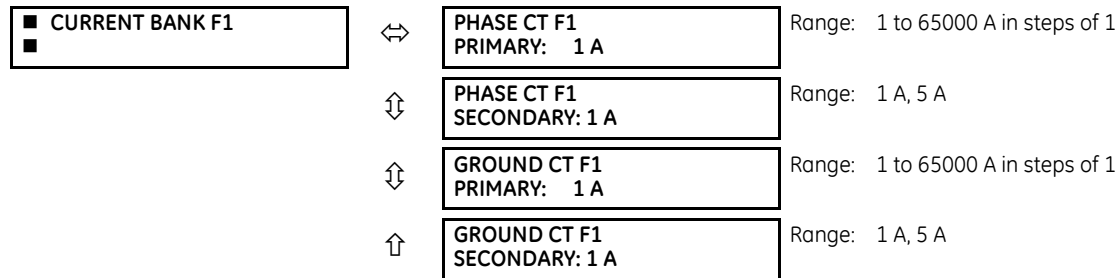 ■ CURRENT BANK F1
■
PHASE CT F1
PRIMARY: 1 A
Range: 1 to 65000 A in steps of 1
PHASE CT F1
SECONDARY: 1 A
Range: 1 A, 5 A
GROUND CT F1
PRIMARY: 1 A
Range: 1 to 65000 A in steps of 1
GROUND CT F1
SECONDARY: 1 A
Range: 1 A, 5 A